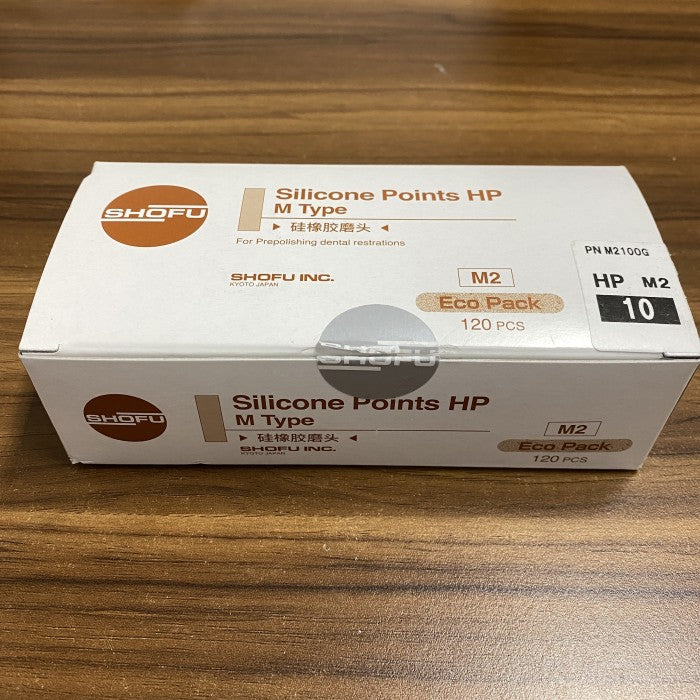 SHOFU
Silicone Points HP
M Type
▶ 硅橡胶磨头 ◀
For Prepolishing dental restrations
SHOFU INC.
KYOTO JAPAN
M2
Eco Pack
120 PCS
PN M2100G
HP M2
10
SHOFU
SHOFU
Silicone Points HP
M Type
▶ 硅橡胶磨头 ◀
SHOFU INC.
KYOTO JAPAN
M2
Eco Pack
120 PCS